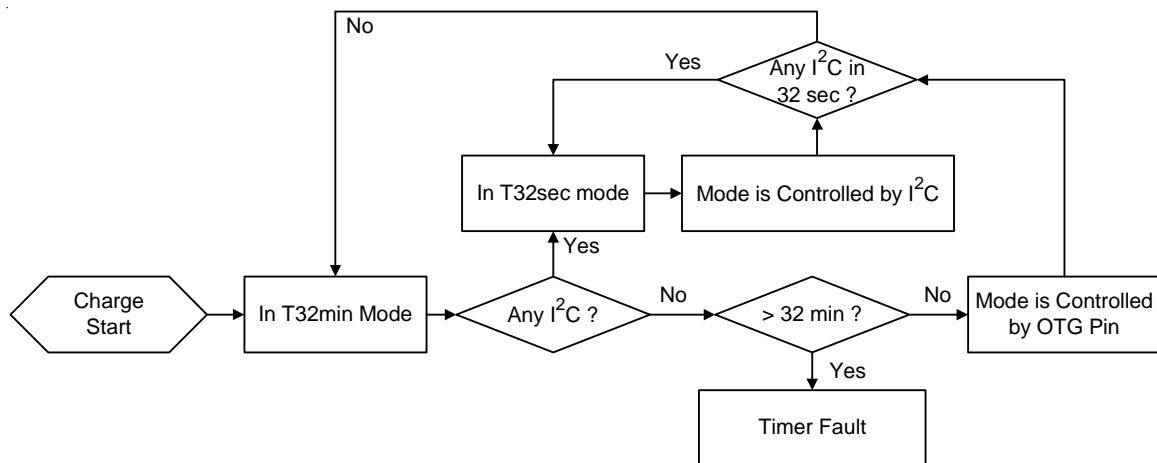 No
Yes
Any I²C in
32 sec ?
In T32sec mode
Mode is Controlled by I²C
Yes
Charge
Start
In T32min Mode
Any I²C ?
No
> 32 min ?
No
Mode is Controlled
by OTG Pin
Yes
Timer Fault